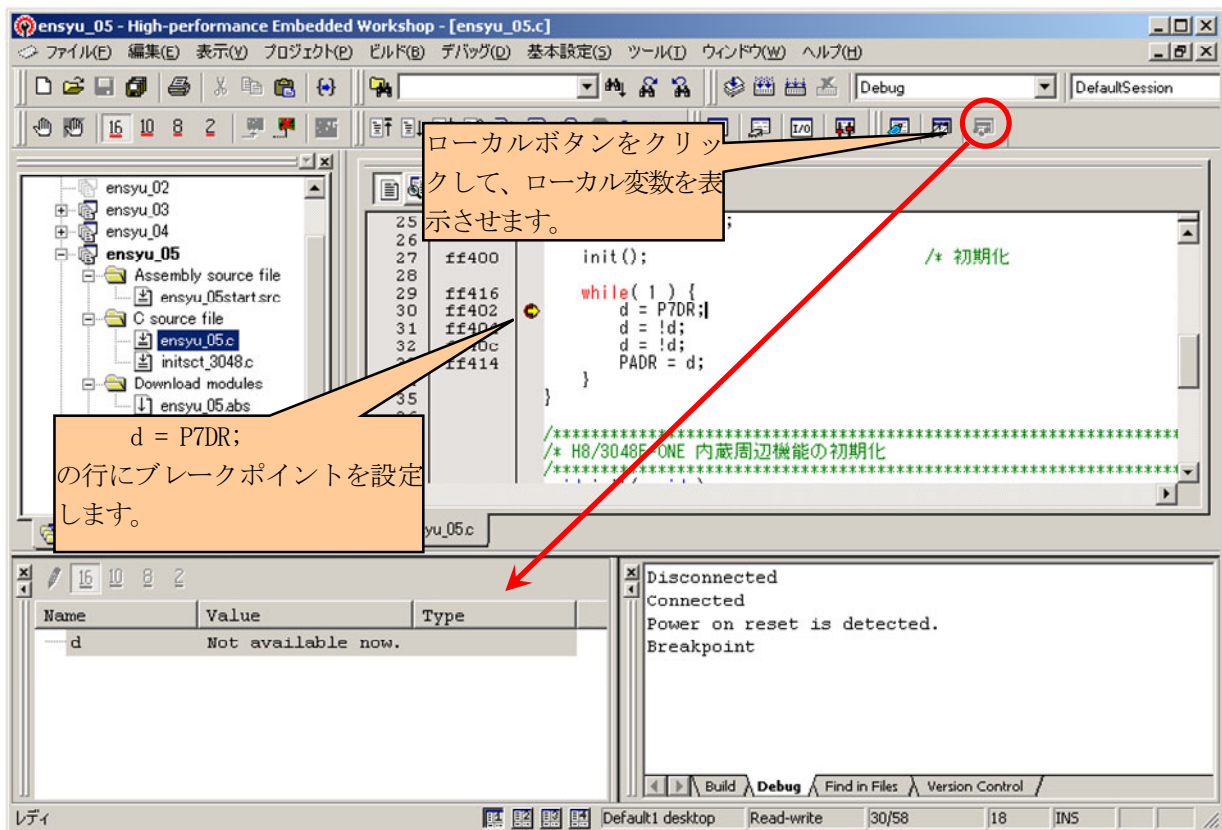 ensyu_05 - High-performance Embedded Workshop - [ensyu_05.c]
ファイル(F) 編集(E) 表示(V) プロジェクト(P) ビルド(B) デバッグ(D) 基本設定(S) ツール(T) ウィンドウ(W) ヘルプ(H)
Debug
DefaultSession
16 10 8 2
I/O
ローカルボタンをクリッ
クして、ローカル変数を表
示させます。
ensyu_02
ensyu_03
ensyu_04
ensyu_05
Assembly source file
ensyu_05start.src
C source file
ensyu_05.c
initsct_3048.c
Download modules
ensyu_05.abs
25 ;
26
27 ff400 init(); /* 初期化
28
29 ff416 while( 1 ) {
30 ff402 d = P7DR;
31 d = !d;
32 d = !d;
ff414 PADR = d;
}
35 }
/******************************************************************
/* H8/3048F-ONE 内蔵周辺機能の初期化
/******************************************************************
d = P7DR;
の行にブレークポイントを設定
します。
16 10 8 2
Name Value Type
d Not available now.
Disconnected
Connected
Power on reset is detected.
Breakpoint
Build Debug Find in Files Version Control
レディ
Default1 desktop Read-write 30/58 18 INS